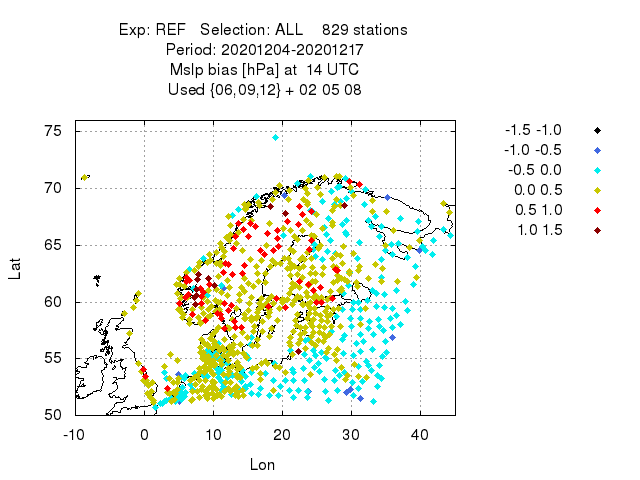 Exp: REF   Selection: ALL    829 stations
Period: 20201204-20201217
Mslp bias [hPa] at  14 UTC
Used {06,09,12} + 02 05 08
-1.5 -1.0
-1.0 -0.5
-0.5 0.0
0.0 0.5
0.5 1.0
1.0 1.5
75
70
65
60
55
50
Lat
-10 0 10 20 30 40
Lon